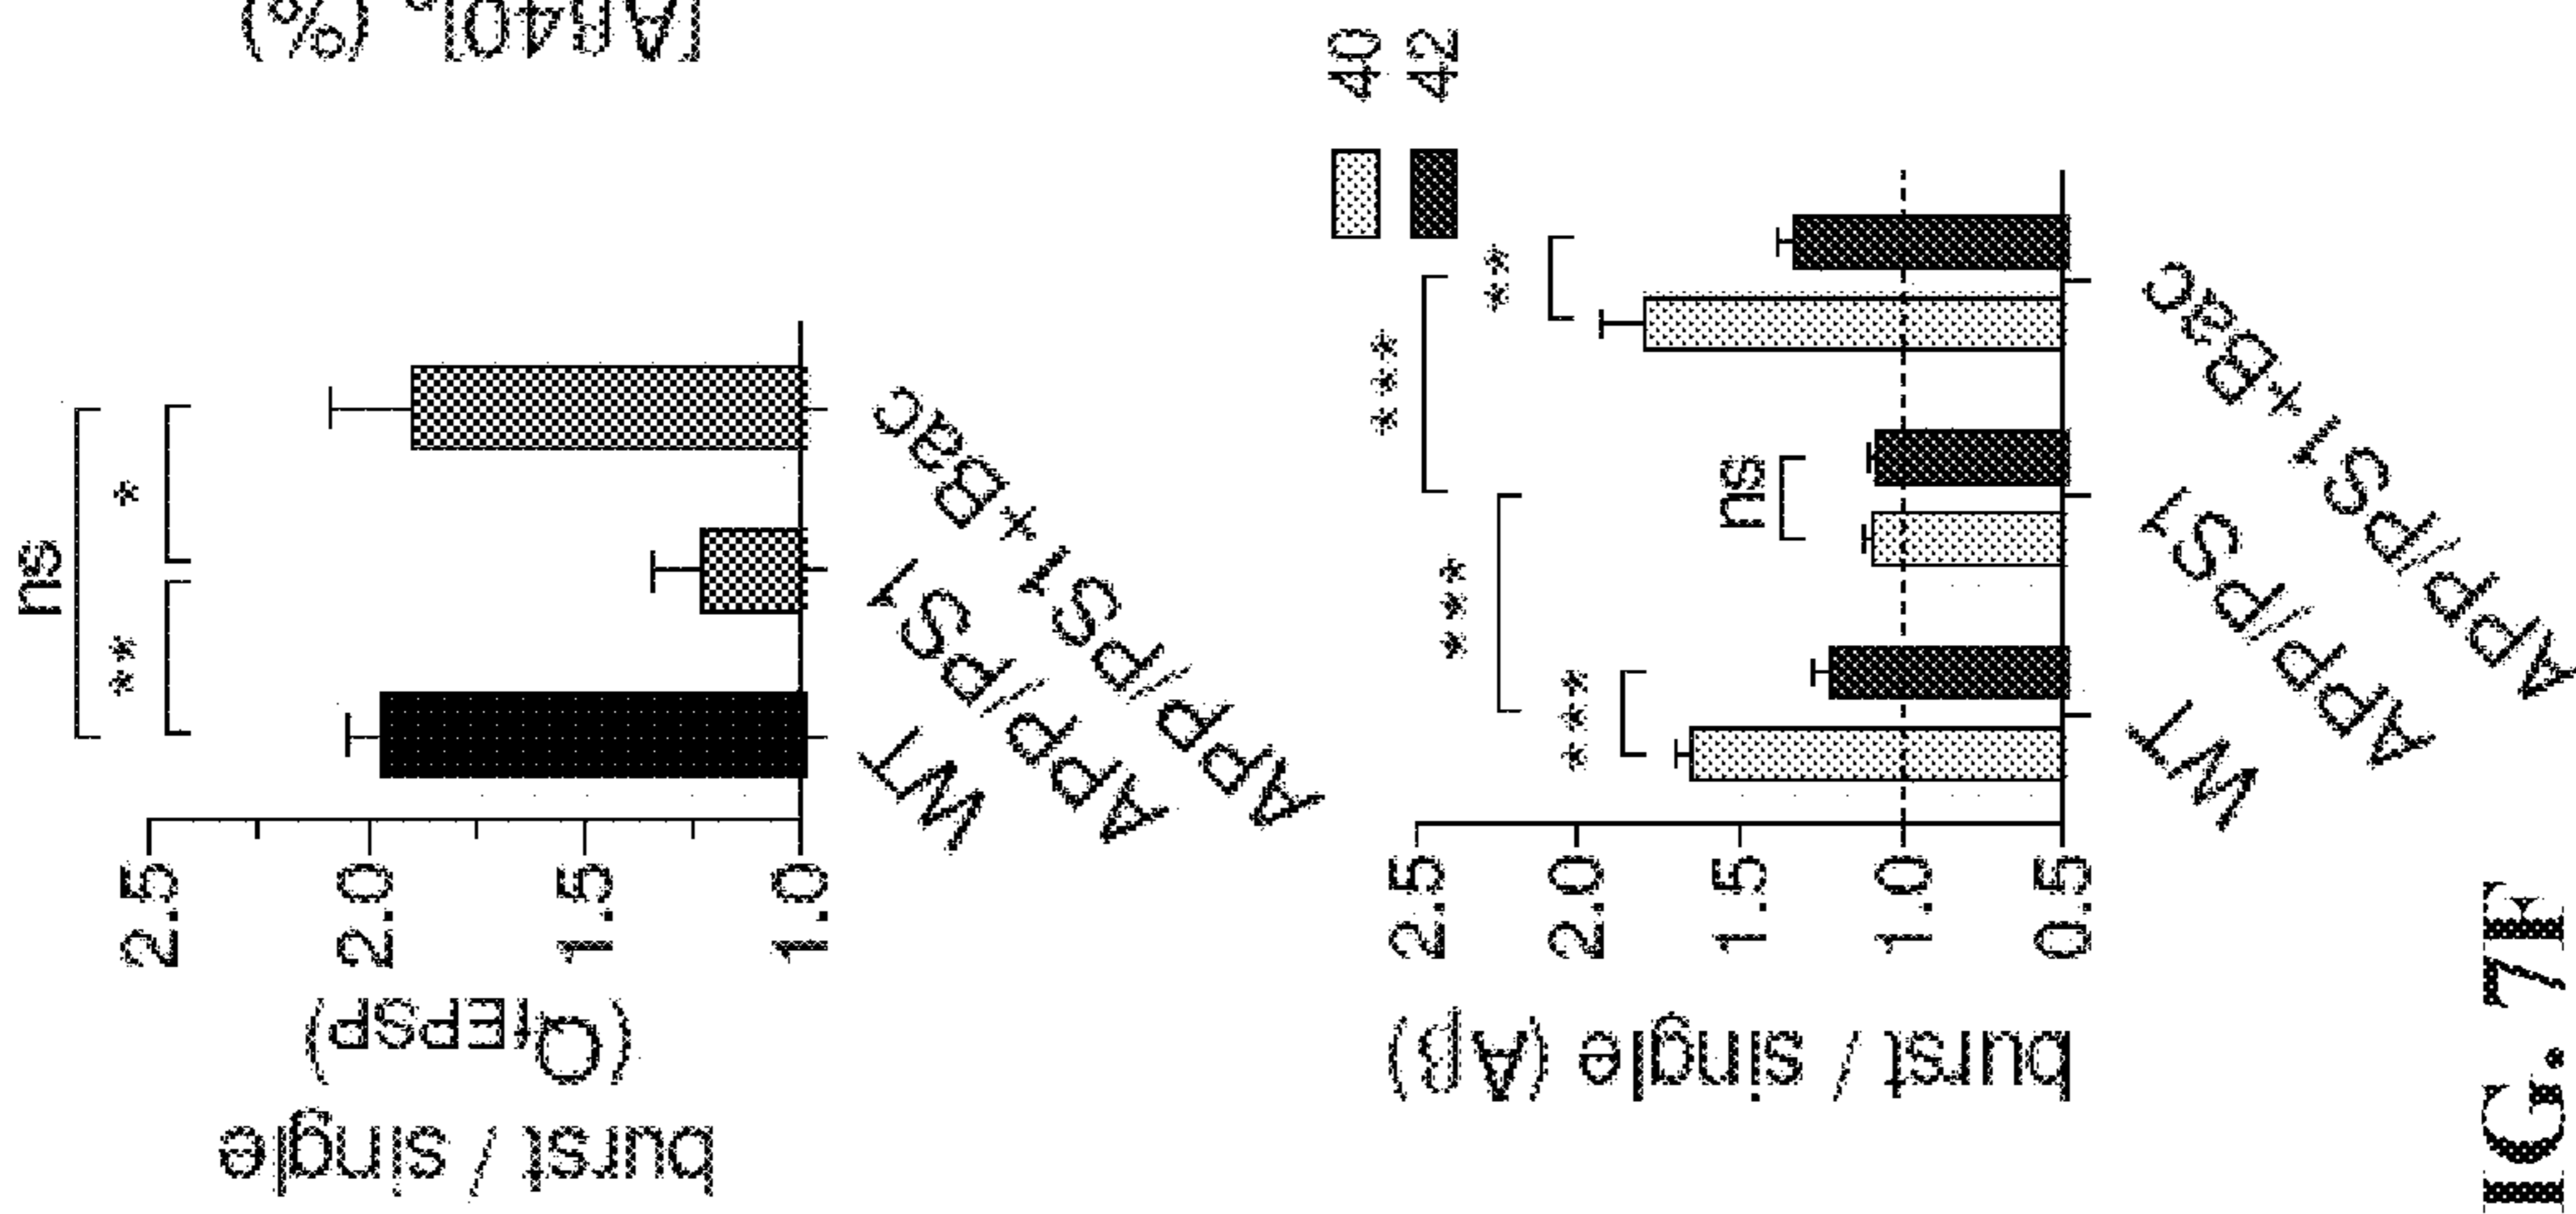 [Aβ40] (%)
burst / single
(QfEPSP)
2.5
2.0
1.5
1.0
ns
**
*
WT
APP/PS1
APP/PS1+Bac
burst / single (Aβ)
2.5
2.0
1.5
1.0
0.5
40
42
***
***
ns
***
**
WT
APP/PS1
APP/PS1+Bac
IG. 7F